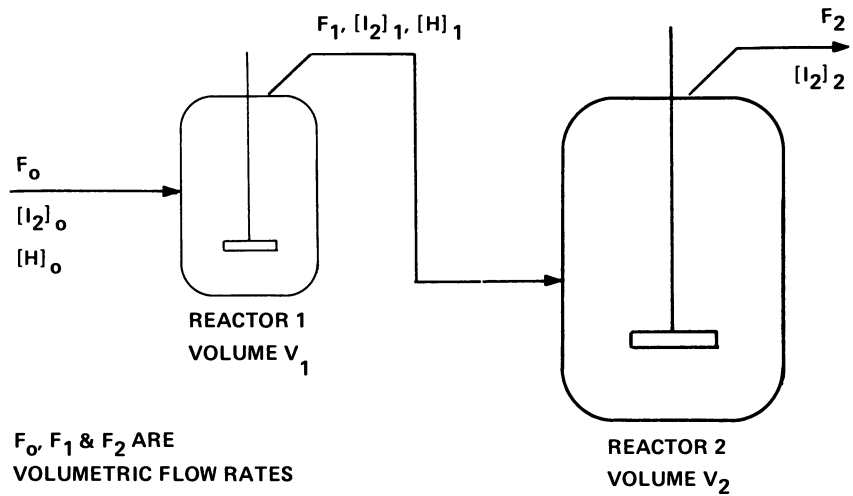 F₁, [I₂]₁, [H]₁
F₂
[I₂]₂
Fₒ
[I₂]ₒ
[H]ₒ
REACTOR 1
VOLUME V₁
Fₒ, F₁ & F₂ ARE
VOLUMETRIC FLOW RATES
REACTOR 2
VOLUME V₂